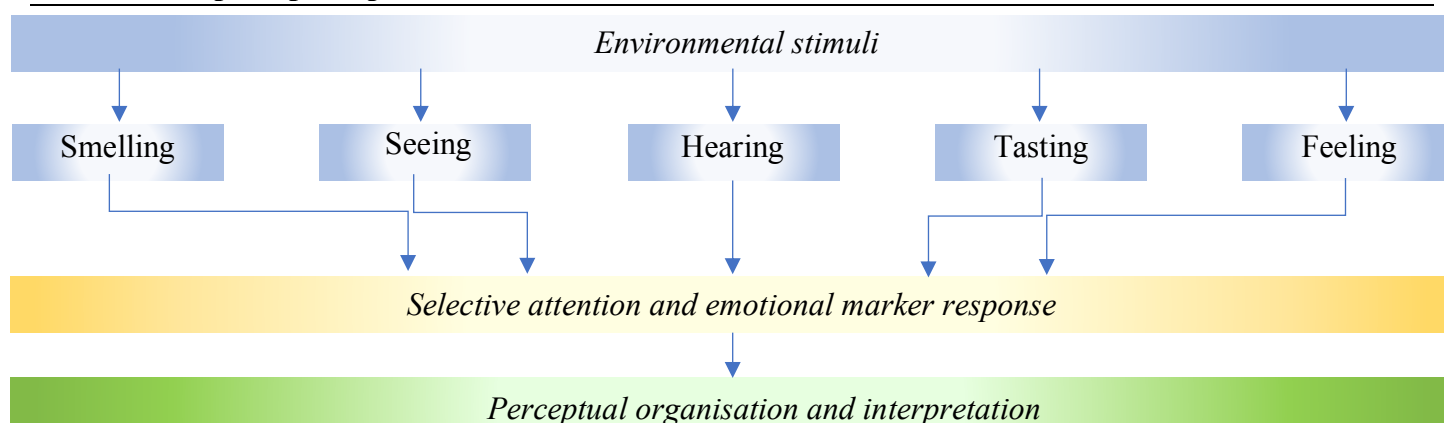 Environmental stimuli
Smelling Seeing Hearing Tasting Feeling
Selective attention and emotional marker response
Perceptual organisation and interpretation